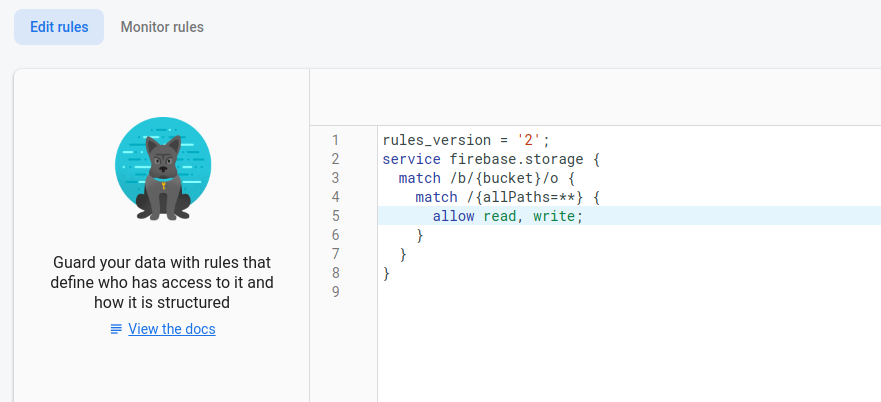 Edit rules Monitor rules
Guard your data with rules that
define who has access to it and
how it is structured
View the docs
1 rules_version = '2';
2 service firebase.storage {
3   match /b/{bucket}/o {
4     match /{allPaths=**} {
5       allow read, write;
6     }
7   }
8 }
9